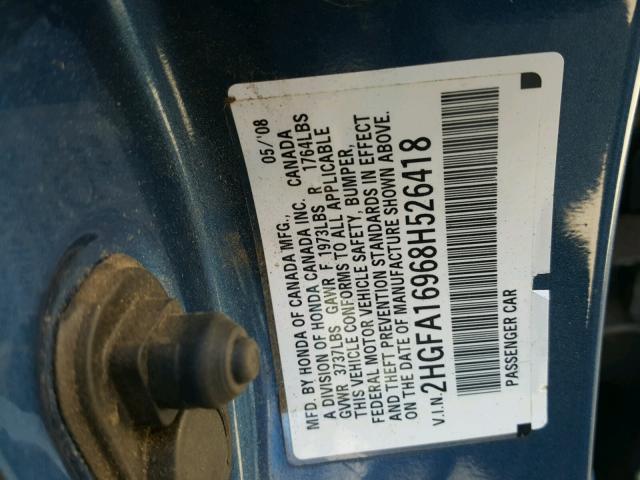 MFD. BY HONDA OF CANADA MFG., 05/'08
A DIVISION OF HONDA CANADA INC. CANADA
GVWR 3737LBS GAWR F 1973LBS R 1764LBS
THIS VEHICLE CONFORMS TO ALL APPLICABLE
FEDERAL MOTOR VEHICLE SAFETY, BUMPER,
AND THEFT PREVENTION STANDARDS IN EFFECT
ON THE DATE OF MANUFACTURE SHOWN ABOVE.
V.I.N. 2HGFA16968H526418
PASSENGER CAR